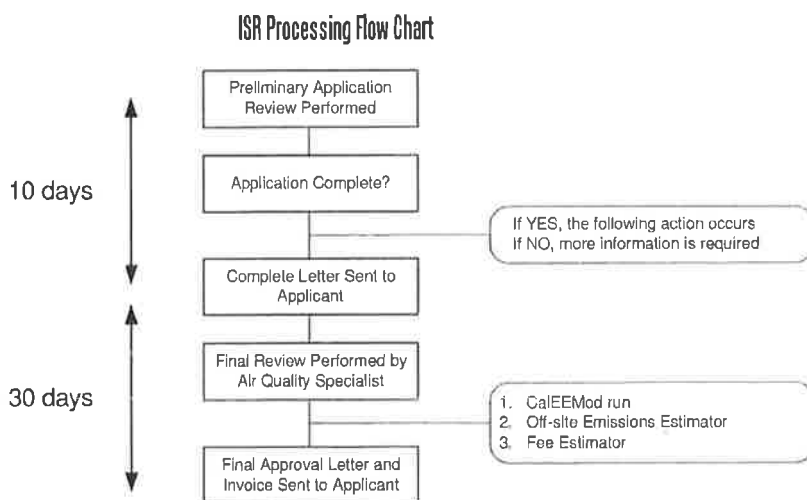 ISR Processing Flow Chart
Preliminary Application
Review Performed
10 days
Application Complete?
If YES, the following action occurs
If NO, more information is required
Complete Letter Sent to
Applicant
30 days
Final Review Performed by
Air Quality Specialist
1. CalEEMod run
2. Off-site Emissions Estimator
3. Fee Estimator
Final Approval Letter and
Invoice Sent to Applicant